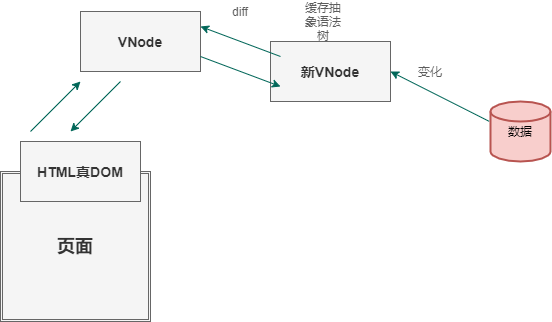 diff
缓存抽
象语法
树
VNode
新VNode
变化
数据
HTML真DOM
页面